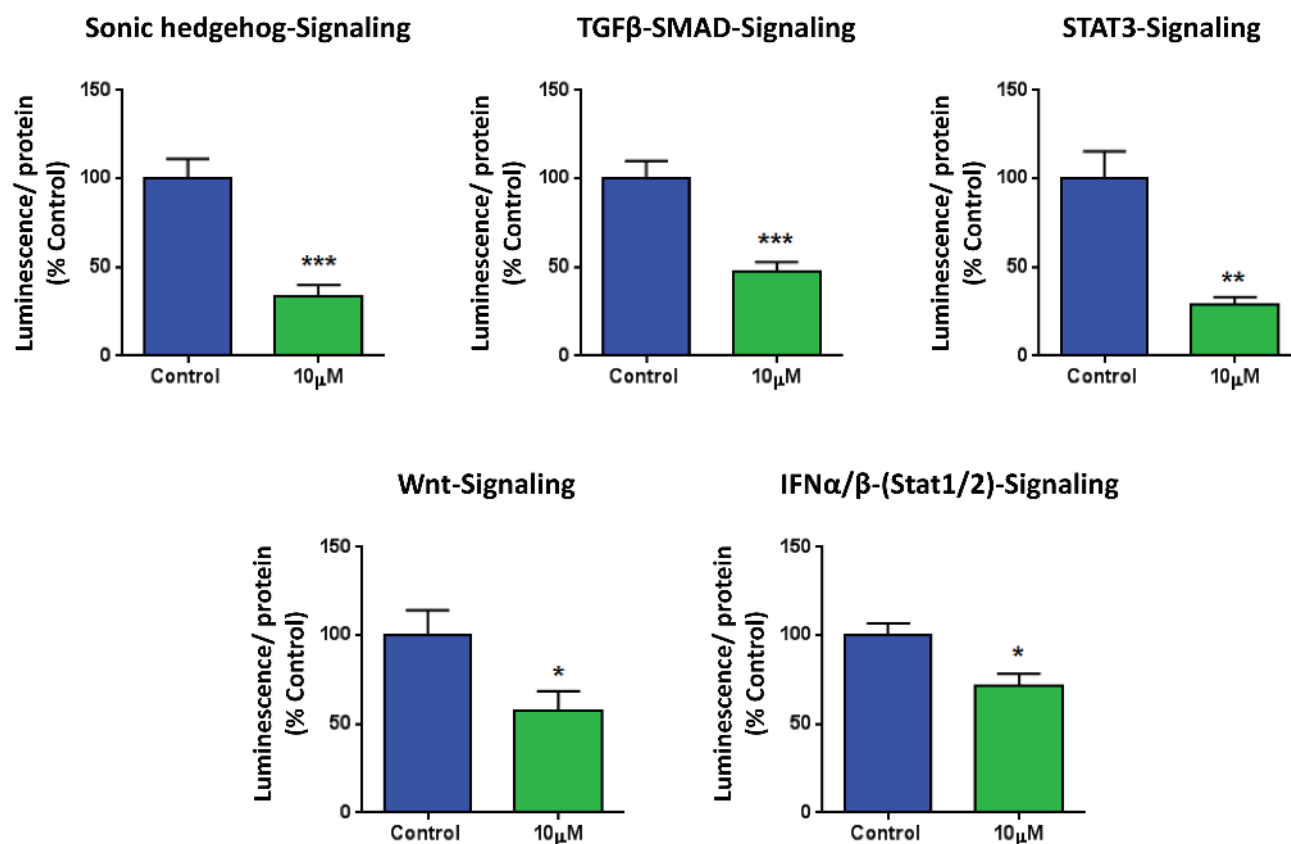 Sonic hedgehog-Signaling
Luminescence/ protein
(% Control)
150
100
50
0
***
Control
10μM
TGFβ-SMAD-Signaling
Luminescence/ protein
(% Control)
150
100
50
0
***
Control
10μM
STAT3-Signaling
Luminescence/ protein
(% Control)
150
100
50
0
**
Control
10μM
Wnt-Signaling
Luminescence/ protein
(% Control)
150
100
50
0
*
Control
10μM
IFNα/β-(Stat1/2)-Signaling
Luminescence/ protein
(% Control)
150
100
50
0
*
Control
10μM